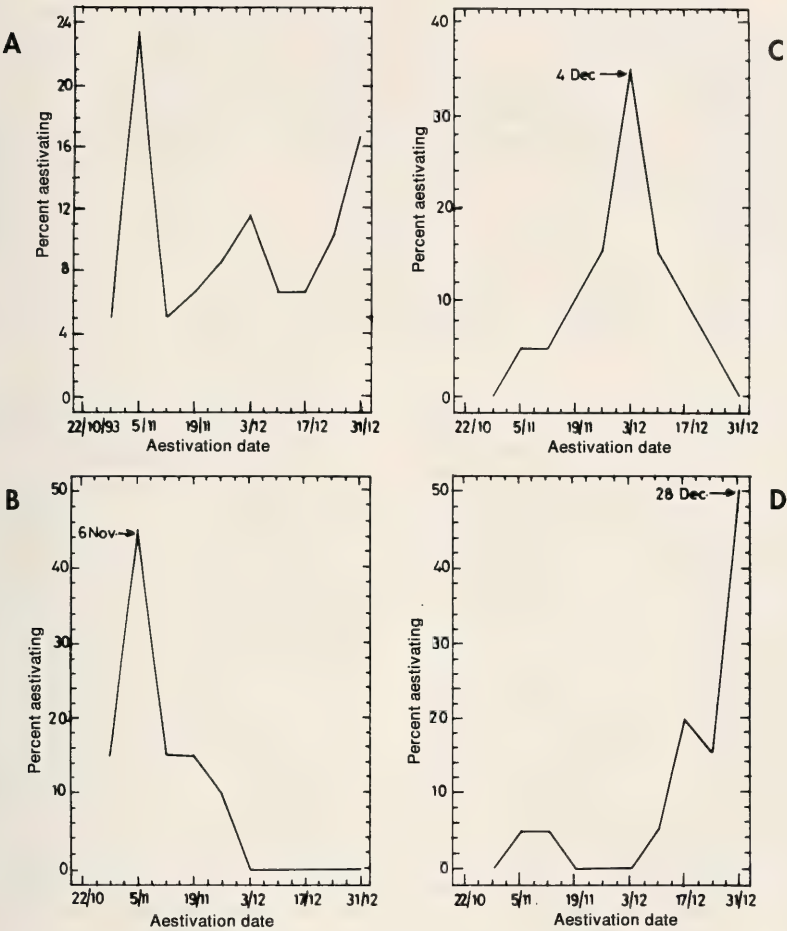 A
Percent aestivating
24
20
16
12
8
4
0
22/10/93 5/11 19/11 3/12 17/12 31/12
Aestivation date
C
Percent aestivating
40
30
20
10
0
4 Dec
22/10 5/11 19/11 3/12 17/12 31/12
Aestivation date
B
Percent aestivating
50
40
30
20
10
0
6 Nov
22/10 5/11 19/11 3/12 17/12 31/12
Aestivation date
D
Percent aestivating
50
40
30
20
10
0
28 Dec
22/10 5/11 19/11 3/12 17/12 31/12
Aestivation date